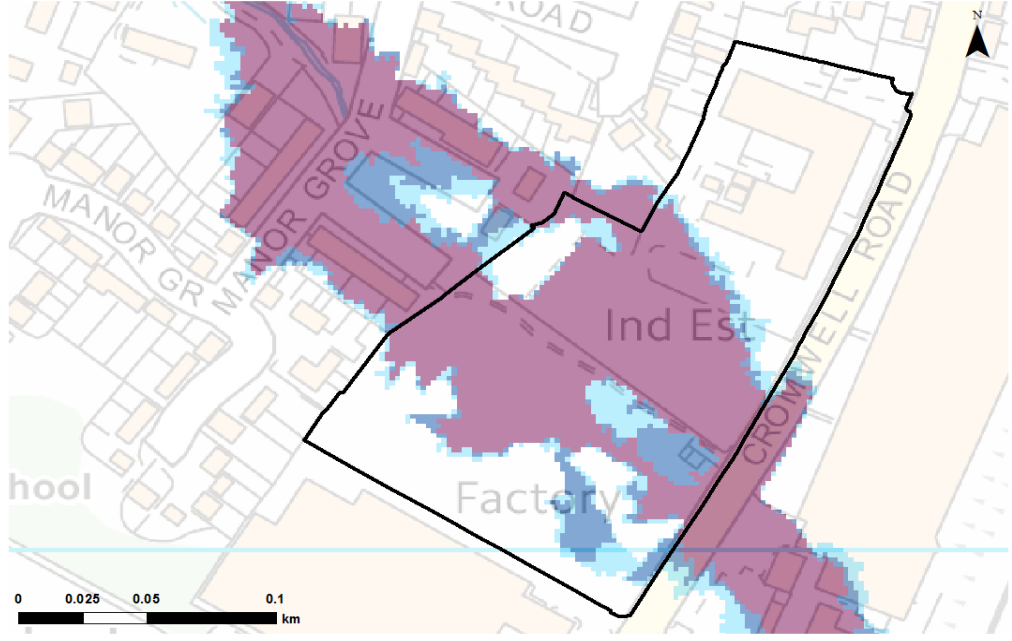 ROAD
N
MANOR GROVE
MANOR GR
CROMWELL ROAD
Ind Est
hool
Factory
0 0.025 0.05 0.1
km